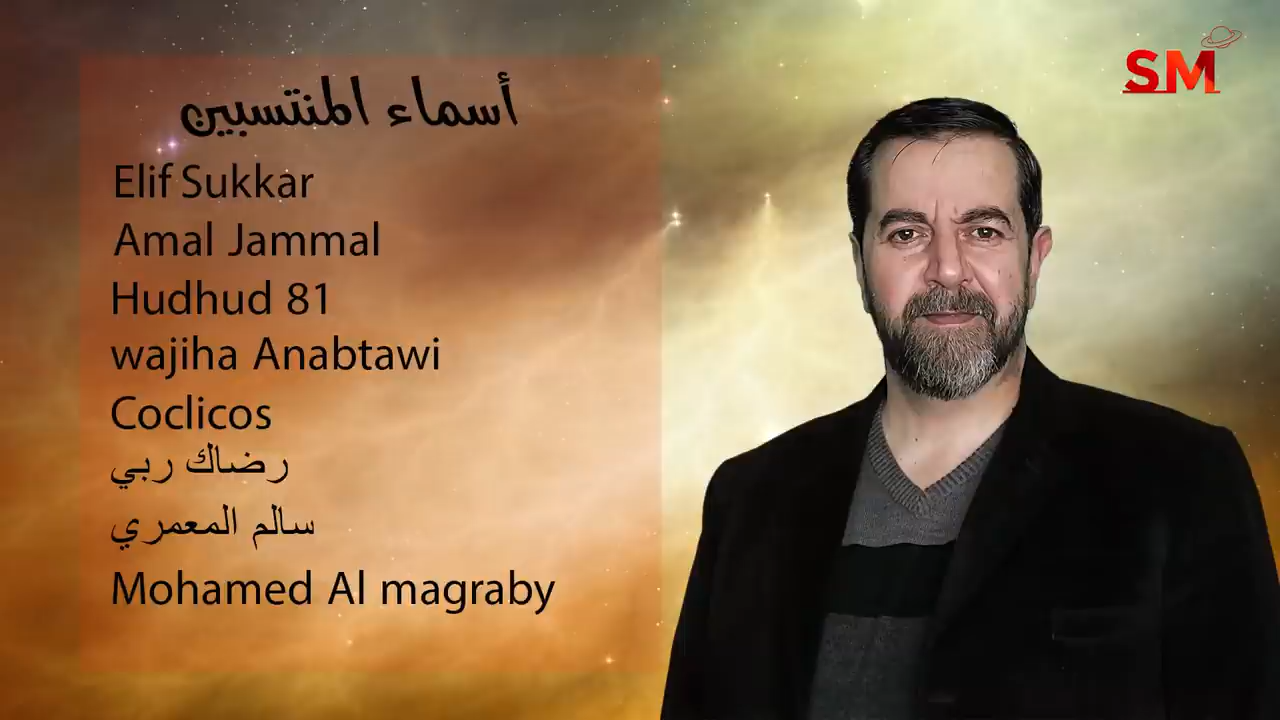 SM
أسماء المنتسبين
Elif Sukkar
Amal Jammal
Hudhud 81
wajiha Anabtawi
Coclicos
رضاك ربي
سالم المعمري
Mohamed Al magraby